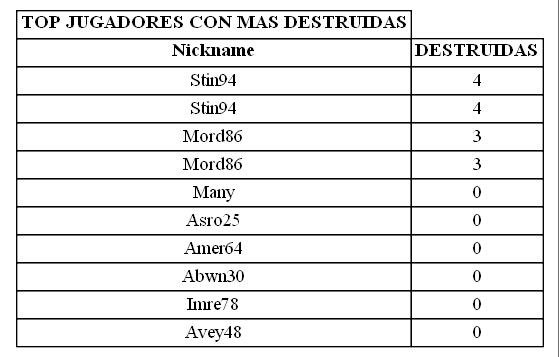 TOP JUGADORES CON MAS DESTRUIDAS
Nickname DESTRUIDAS
Stin94 4
Stin94 4
Mord86 3
Mord86 3
Many 0
Asro25 0
Amer64 0
Abwn30 0
Imre78 0
Avey48 0